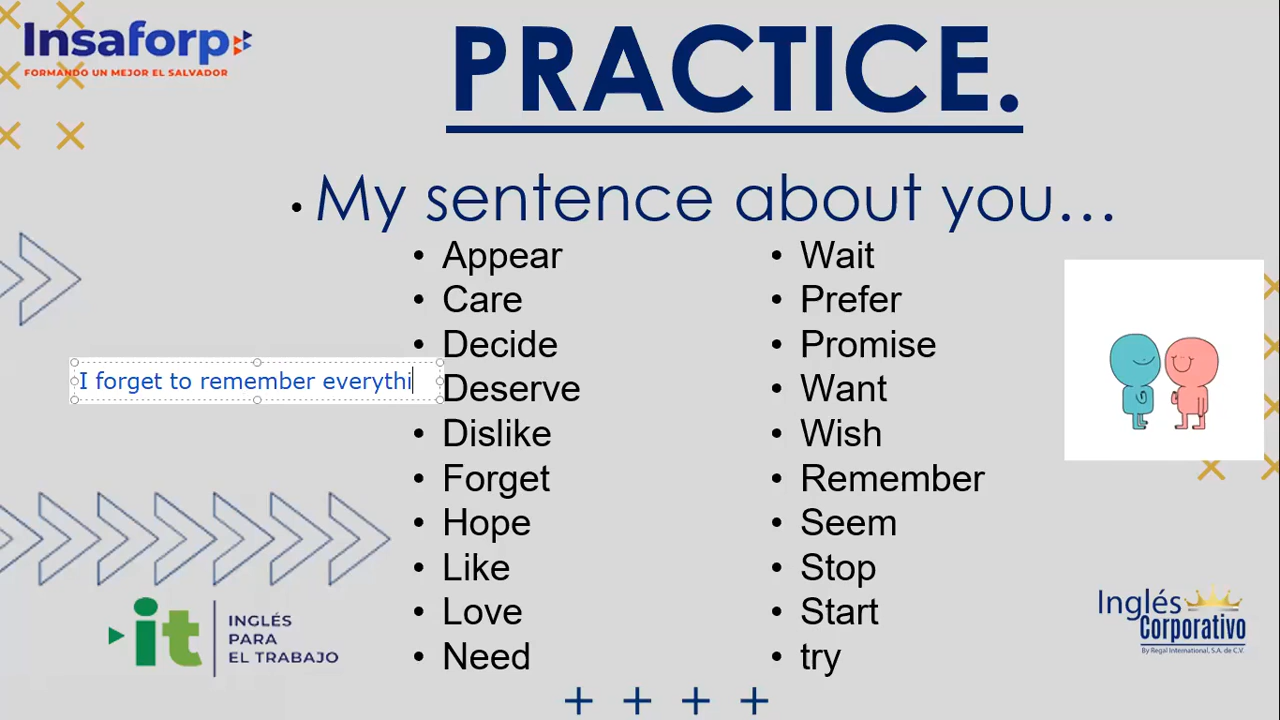 Insaforp
FORMANDO UN MEJOR EL SALVADOR
PRACTICE.
• My sentence about you...
• Appear
• Care
• Decide
I forget to remember everythi
Deserve
• Dislike
• Forget
• Hope
• Like
• Love
• Need
• Wait
• Prefer
• Promise
• Want
• Wish
• Remember
• Seem
• Stop
• Start
• try
it
INGLÉS
PARA
EL TRABAJO
Inglés
Corporativo
By Regal International, S.A. de C.V.